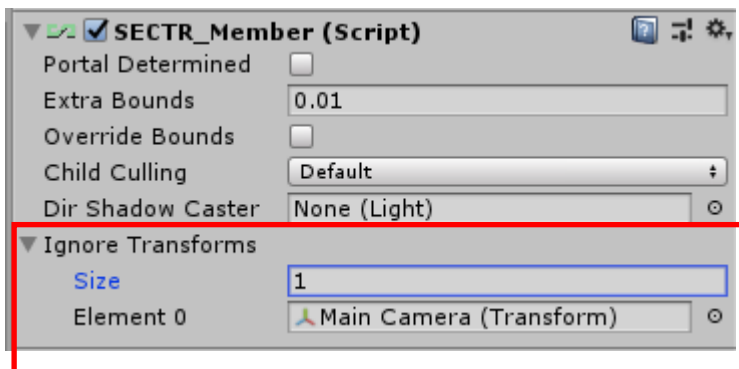 SECTR_Member (Script)
Portal Determined
Extra Bounds 0.01
Override Bounds
Child Culling Default
Dir Shadow Caster None (Light)
Ignore Transforms
Size 1
Element 0 Main Camera (Transform)